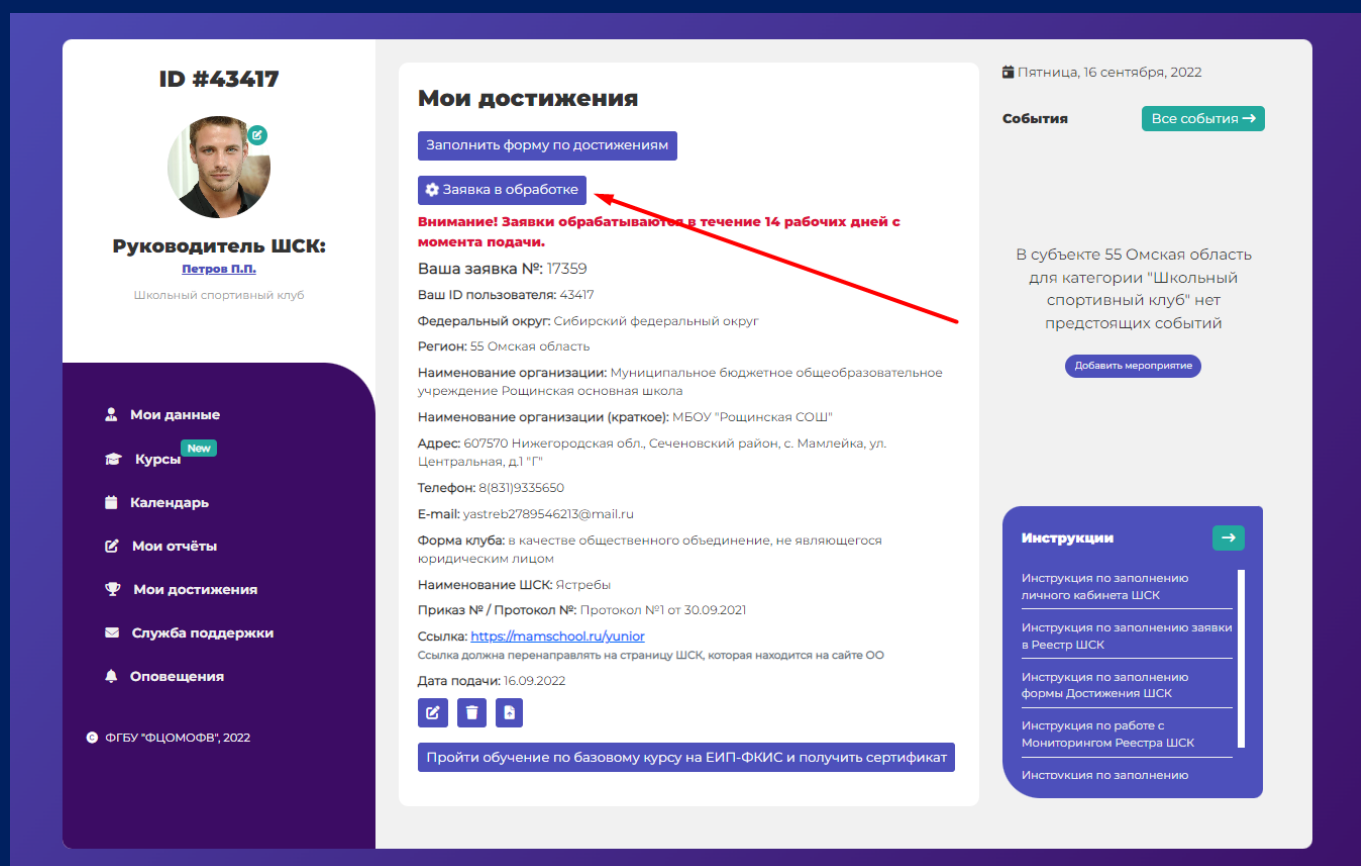 ID #43417
Руководитель ШСК:
Петров П.П.
Школьный спортивный клуб
Мои данные
Курсы
New
Календарь
Мои отчёты
Мои достижения
Служба поддержки
Оповещения
ФГБУ "ФЦОМОФВ", 2022
Мои достижения
Заполнить форму по достижениям
Заявка в обработке
Внимание! Заявки обрабатываются в течение 14 рабочих дней с
момента подачи.
Ваша заявка №: 17359
Ваш ID пользователя: 43417
Федеральный округ: Сибирский федеральный округ
Регион: 55 Омская область
Наименование организации: Муниципальное бюджетное общеобразовательное
учреждение Рощинская основная школа
Наименование организации (краткое): МБОУ "Рощинская СОШ"
Адрес: 607570 Нижегородская обл., Сеченовский район, с. Мамлейка, ул.
Центральная, д.1 "Г"
Телефон: 8(831)9335650
E-mail: yastreb2789546213@mail.ru
Форма клуба: в качестве общественного объединение, не являющегося
юридическим лицом
Наименование ШСК: Ястребы
Приказ № / Протокол №: Протокол №1 от 30.09.2021
Ссылка: https://mamschool.ru/yunior
Ссылка должна перенаправлять на страницу ШСК, которая находится на сайте ОО
Дата подачи: 16.09.2022
Пройти обучение по базовому курсу на ЕИП-ФКИС и получить сертификат
Пятница, 16 сентября, 2022
События
Все события →
В субъекте 55 Омская область
для категории "Школьный
спортивный клуб" нет
предстоящих событий
Добавить мероприятие
Инструкции
→
Инструкция по заполнению
личного кабинета ШСК
Инструкция по заполнению заявки
в Реестр ШСК
Инструкция по заполнению
формы Достижения ШСК
Инструкция по работе с
Мониторингом Реестра ШСК
Инструкция по заполнению